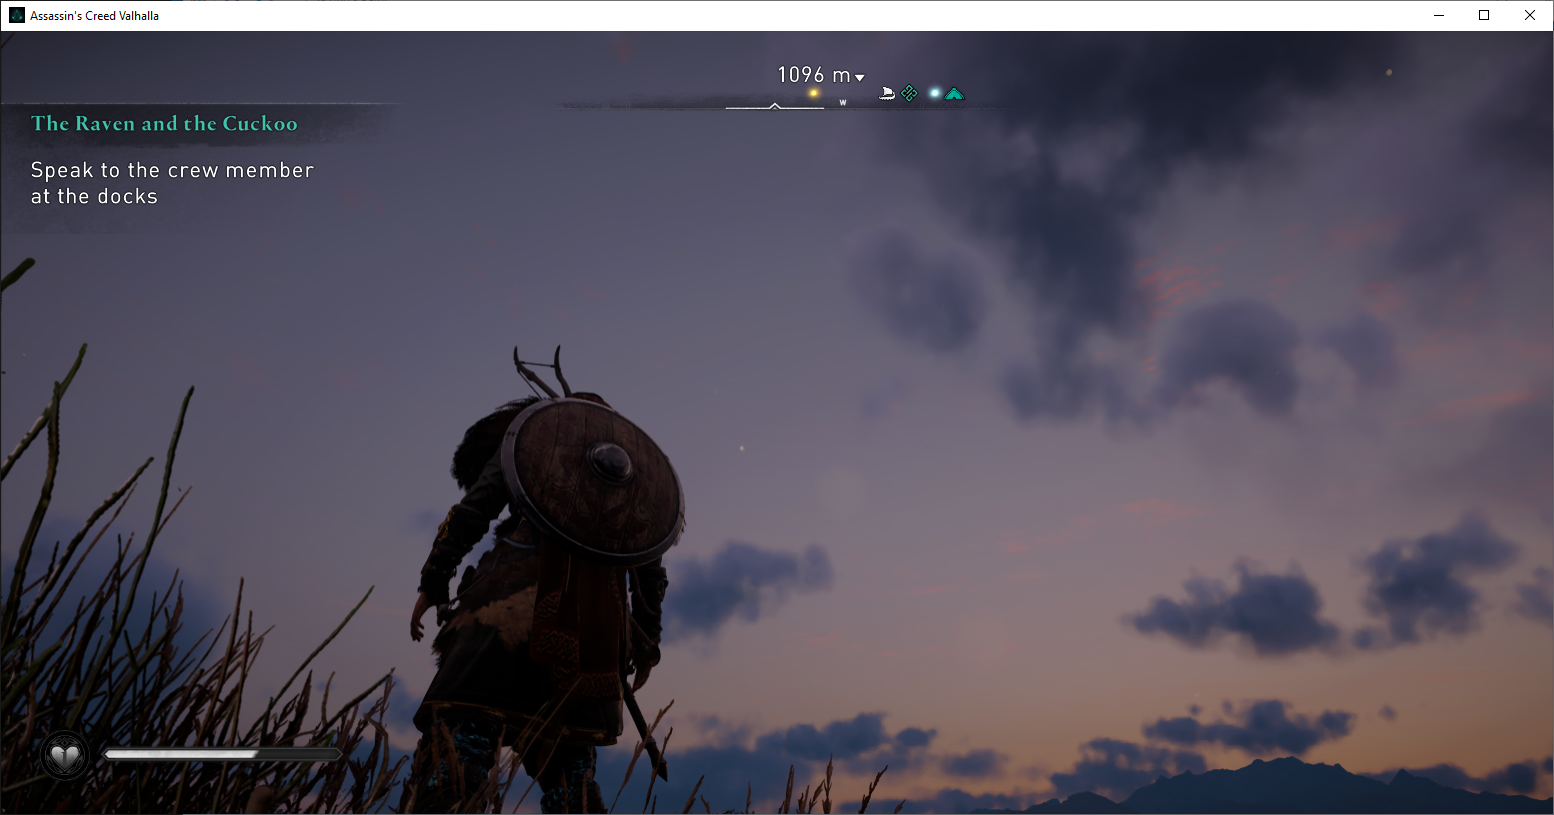 Assassin's Creed Valhalla
1096 m
W
The Raven and the Cuckoo
Speak to the crew member
at the docks